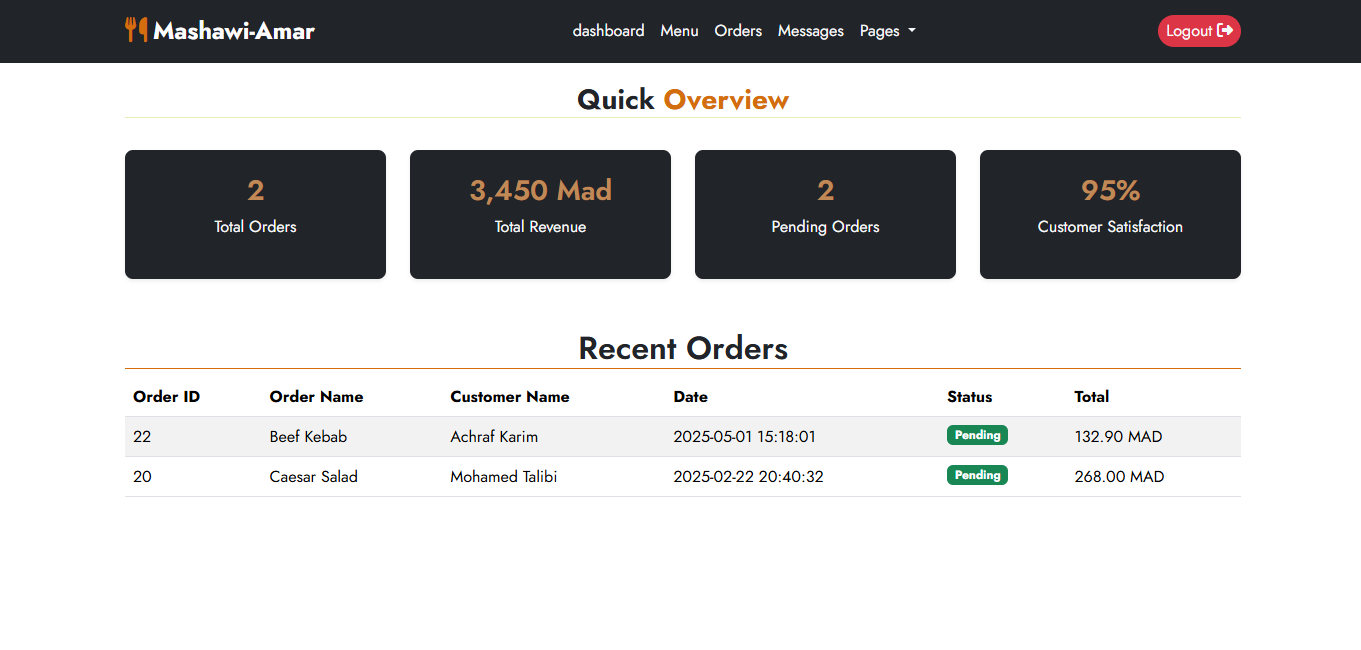 Mashawi-Amar dashboard Menu Orders Messages Pages Logout
Quick Overview
2 3,450 Mad 2 95%
Total Orders Total Revenue Pending Orders Customer Satisfaction
Recent Orders
Order ID Order Name Customer Name Date Status Total
22 Beef Kebab Achraf Karim 2025-05-01 15:18:01 Pending 132.90 MAD
20 Caesar Salad Mohamed Talibi 2025-02-22 20:40:32 Pending 268.00 MAD